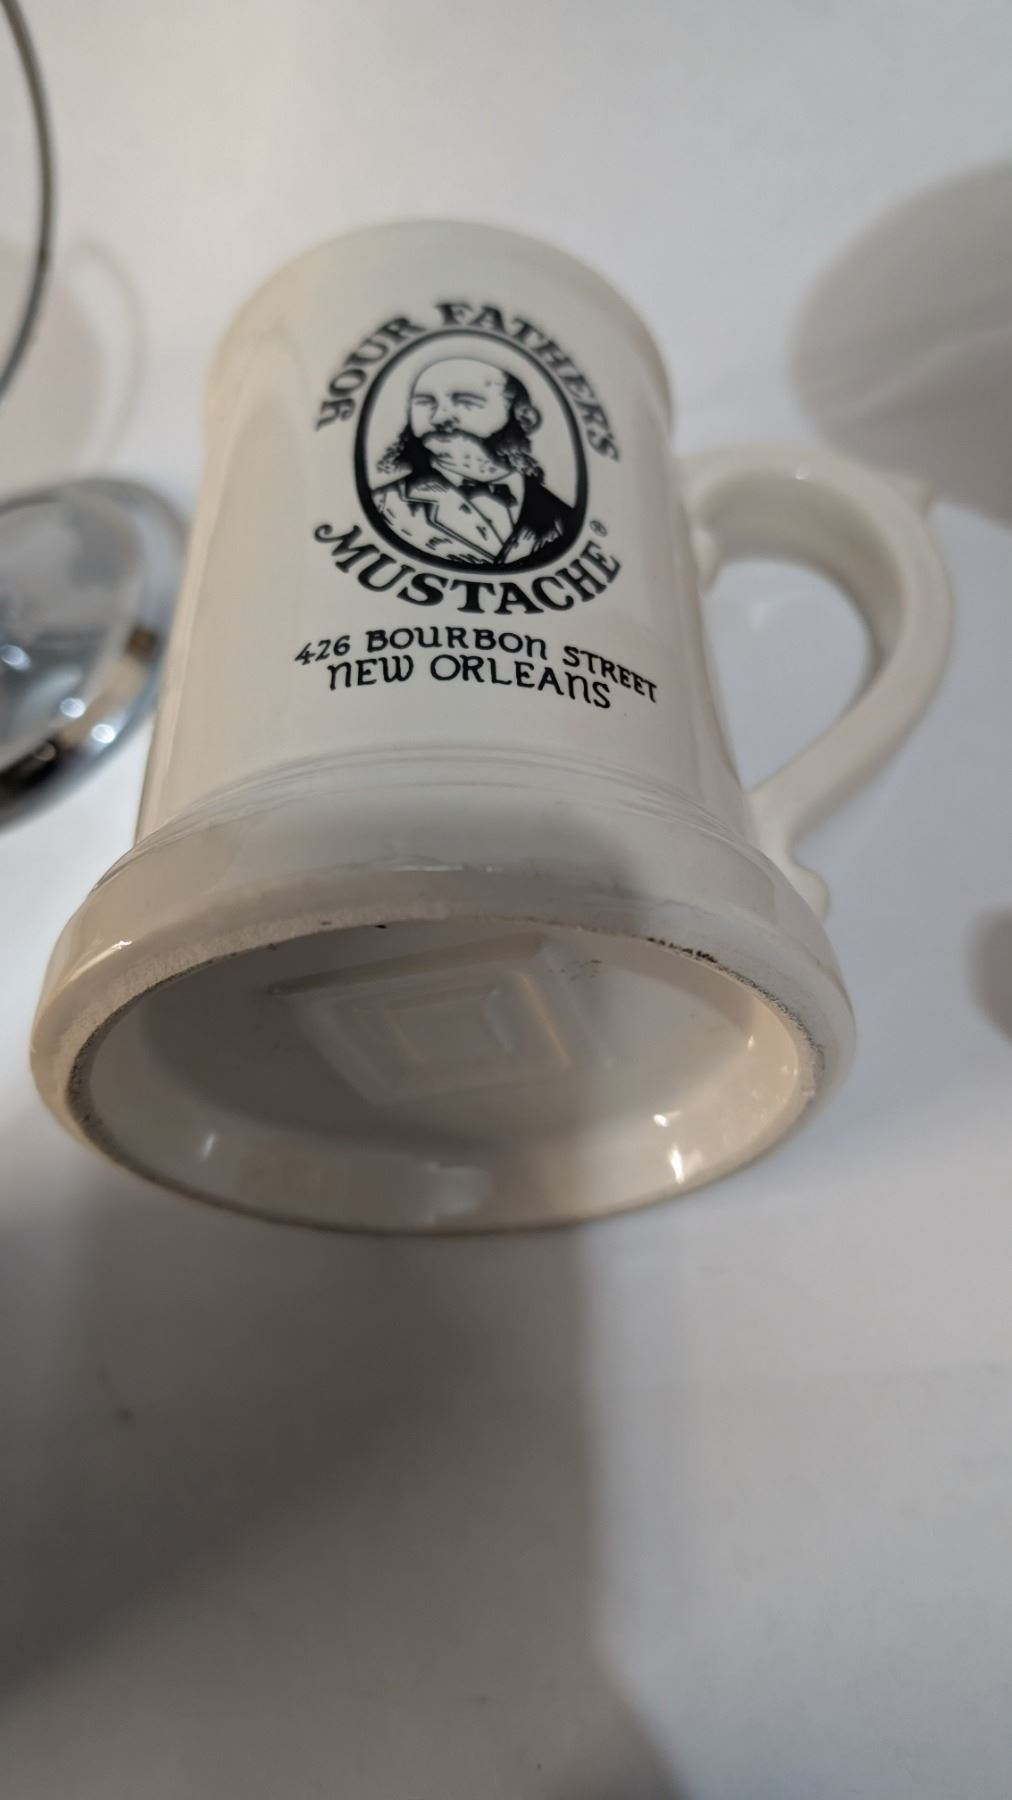 YOUR FATHER'S
MUSTACHE®
426 BOURBON STREET
NEW ORLEANS